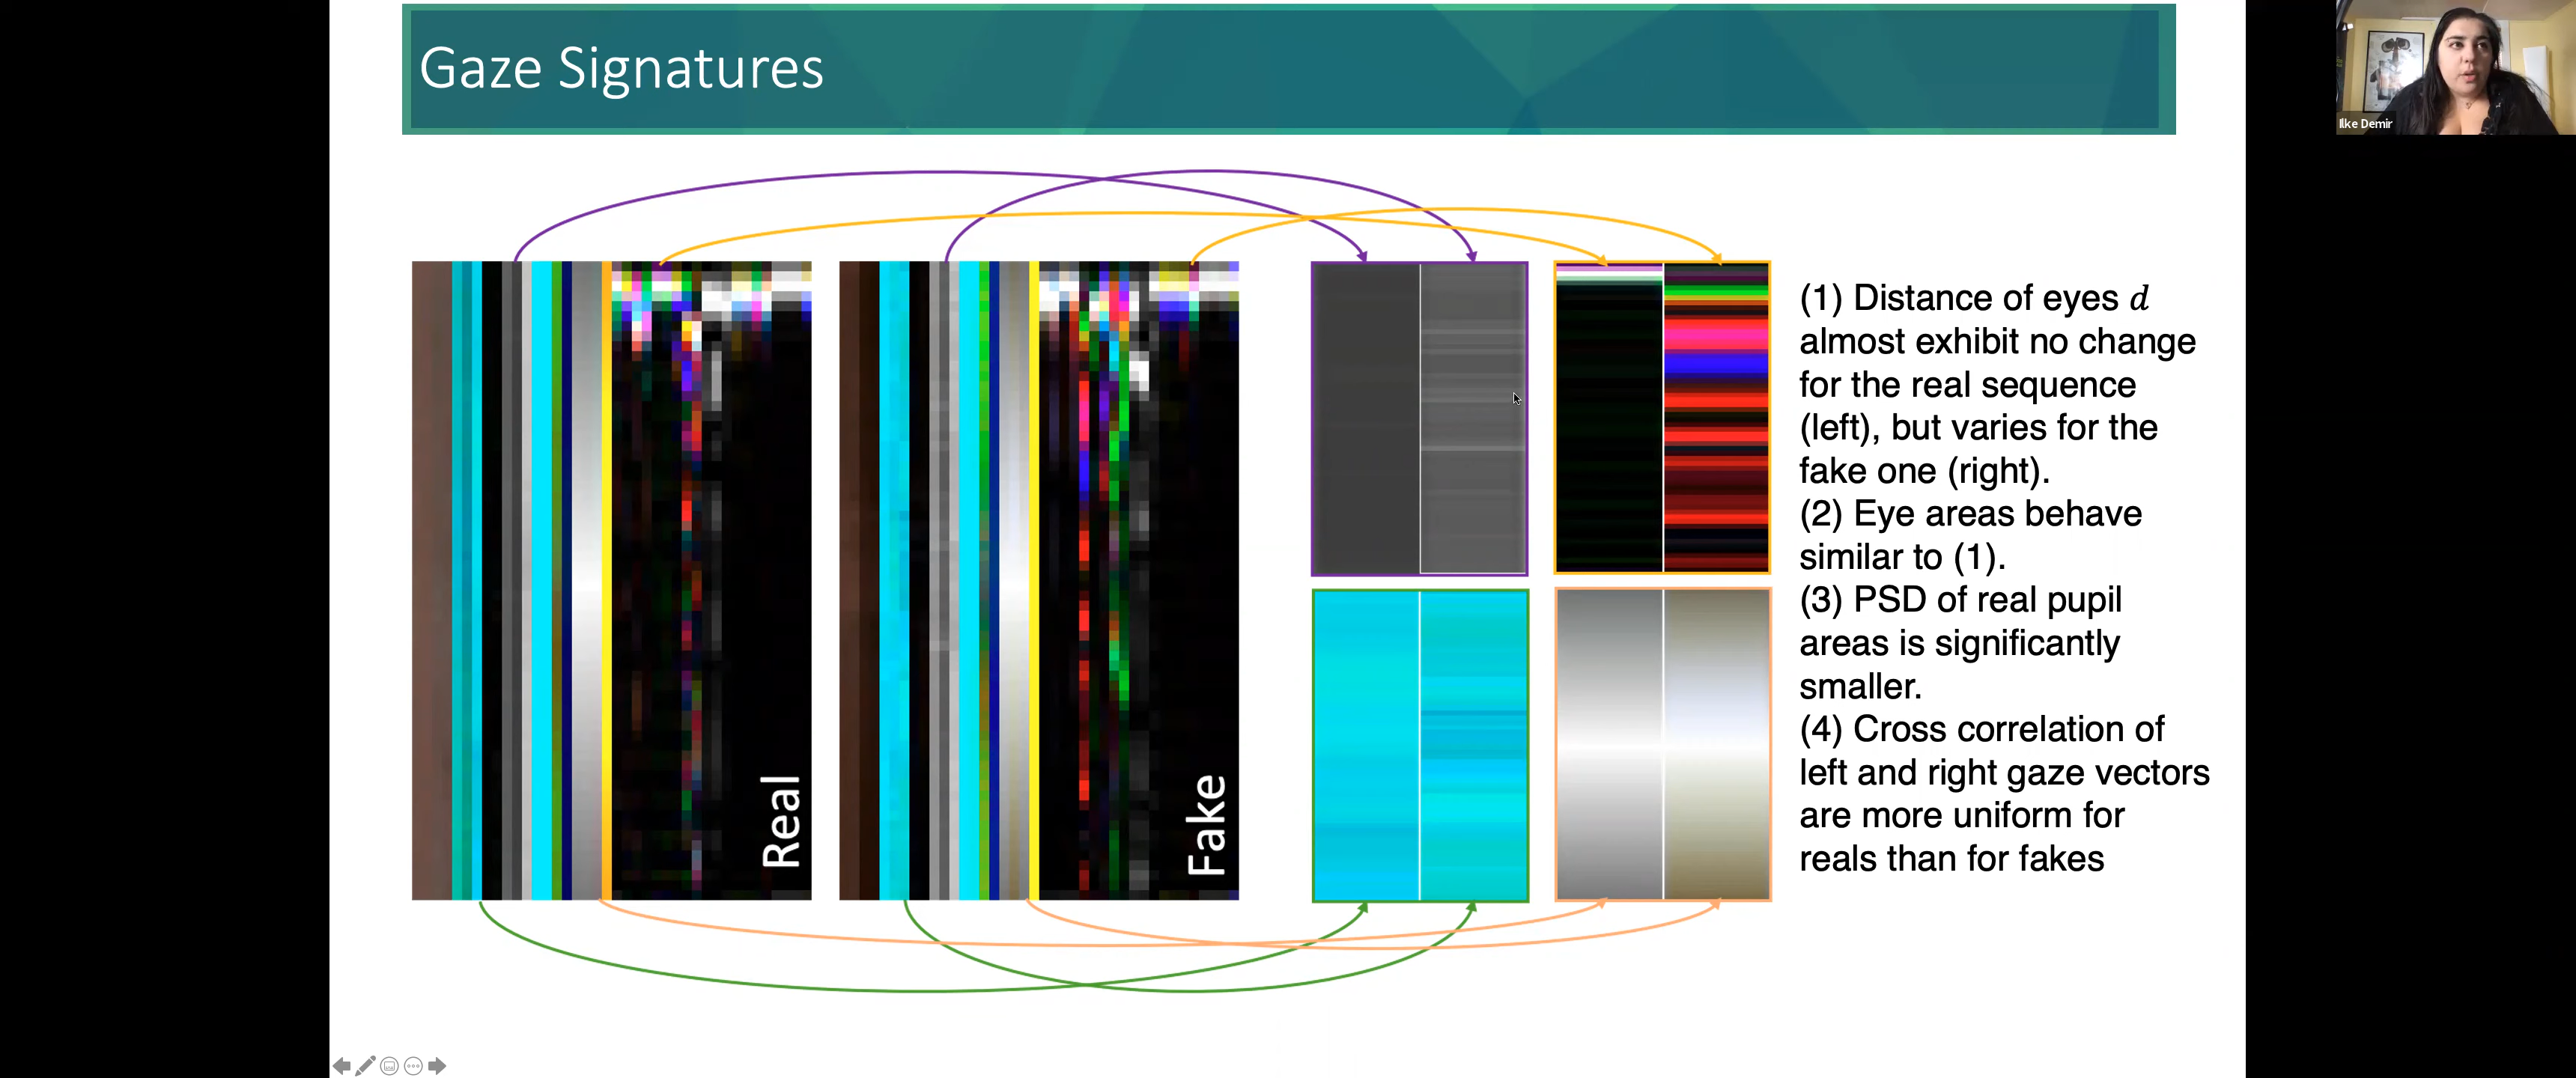 Gaze Signatures
Ilke Demir
Real
Fake
(1) Distance of eyes d
almost exhibit no change
for the real sequence
(left), but varies for the
fake one (right).
(2) Eye areas behave
similar to (1).
(3) PSD of real pupil
areas is significantly
smaller.
(4) Cross correlation of
left and right gaze vectors
are more uniform for
reals than for fakes